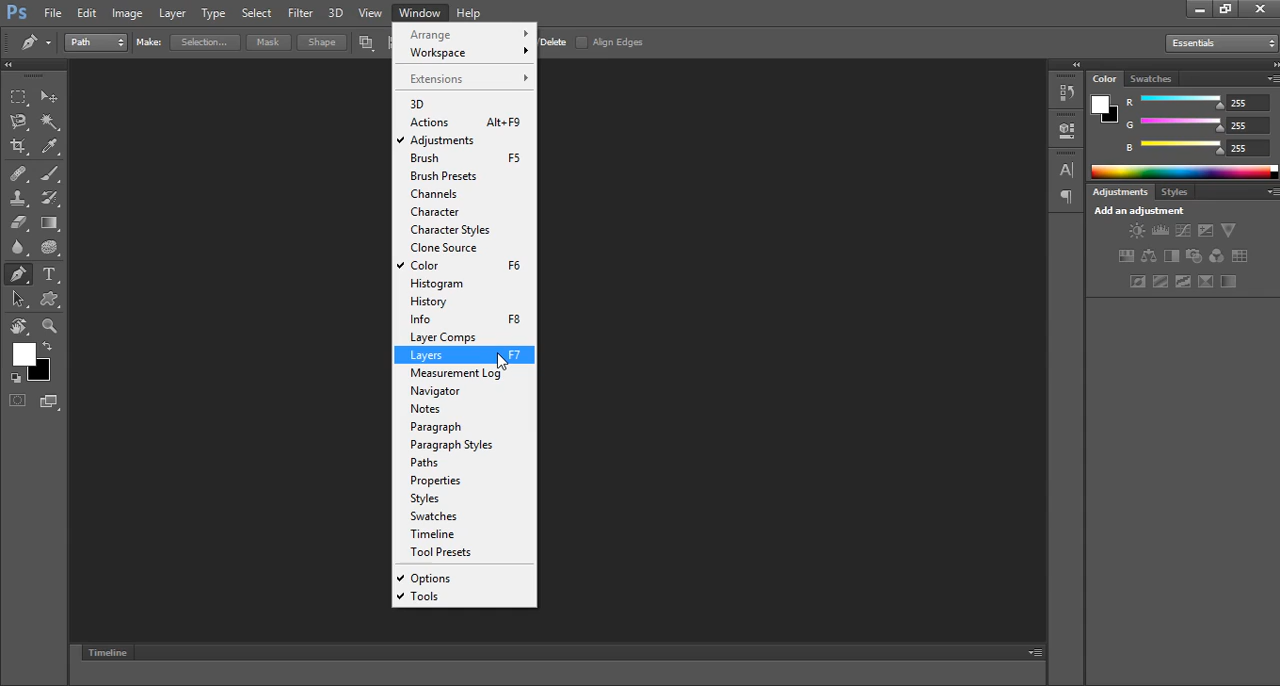 Ps File Edit Image Layer Type Select Filter 3D View Window Help
Path Make: Selection... Mask Shape /Delete Align Edges Essentials
Arrange
Workspace
Extensions
3D
Actions Alt+F9
Adjustments
Brush F5
Brush Presets
Channels
Character
Character Styles
Clone Source
Color F6
Histogram
History
Info F8
Layer Comps
Layers F7
Measurement Log
Navigator
Notes
Paragraph
Paragraph Styles
Paths
Properties
Styles
Swatches
Timeline
Tool Presets
Options
Tools
Color Swatches
R 255
G 255
B 255
Adjustments Styles
Add an adjustment
Timeline